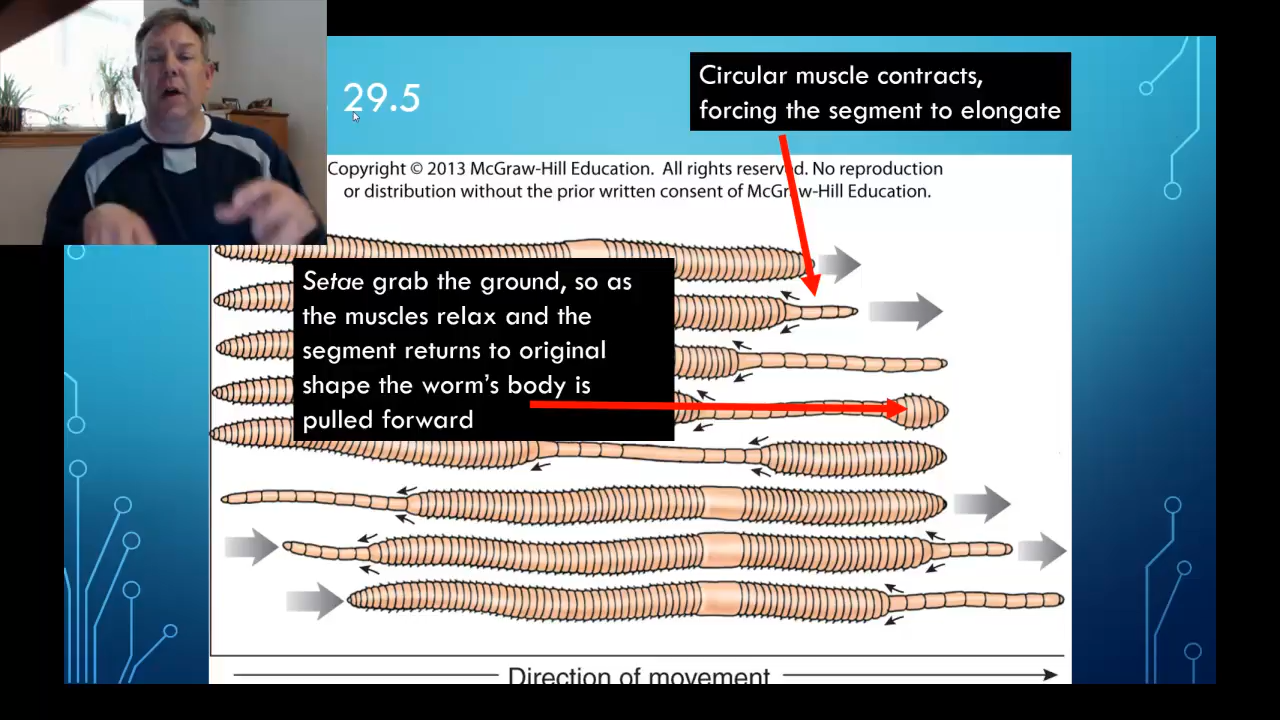 29.5
Circular muscle contracts,
forcing the segment to elongate
Copyright © 2013 McGraw-Hill Education. All rights reserved. No reproduction
or distribution without the prior written consent of McGraw-Hill Education.
Setae grab the ground, so as
the muscles relax and the
segment returns to original
shape the worm's body is
pulled forward
Direction of movement